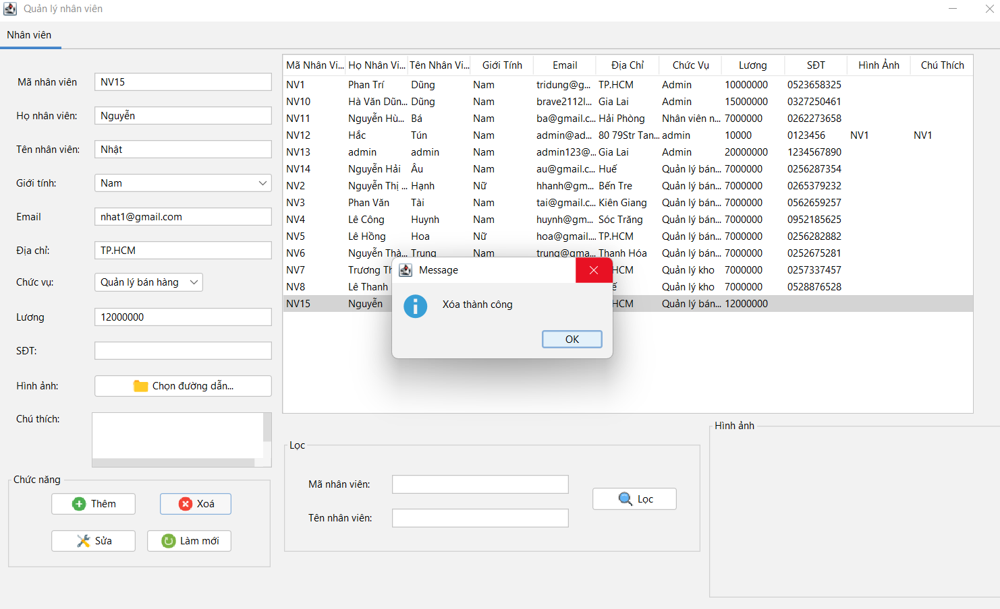 Quản lý nhân viên
Nhân viên
Mã nhân viên NV15
Họ nhân viên: Nguyễn
Tên nhân viên: Nhật
Giới tính: Nam
Email nhat1@gmail.com
Địa chỉ: TP.HCM
Chức vụ: Quản lý bán hàng
Lương 12000000
SĐT:
Hình ảnh: Chọn đường dẫn...
Chú thích:
Chức năng
Thêm Xoá
Sửa Làm mới
Mã Nhân Vi... Họ Nhân Vi... Tên Nhân Vi... Giới Tính Email Địa Chỉ Chức Vụ Lương SĐT Hình Ảnh Chú Thích
NV1 Phan Trí Dũng Nam tridung@g... TP.HCM Admin 10000000 0523658325
NV10 Hà Văn Dũn... Dũng Nam brave2112l... Gia Lai Admin 15000000 0327250461
NV11 Nguyễn Hù... Bá Nam ba@gmail.c... Hải Phòng Nhân viên n... 7000000 0262273658
NV12 Hắc Tún Nam admin@ad... 80 79Str Tan... admin 10000 0123456 NV1 NV1
NV13 admin admin Nam admin123@... Gia Lai Admin 20000000 1234567890
NV14 Nguyễn Hải Âu Nam au@gmail.c... Huế Quản lý bán... 7000000 0256287354
NV2 Nguyễn Thị ... Hạnh Nữ hhanh@gm... Bến Tre Quản lý bán... 7000000 0265379232
NV3 Phan Văn Tài Nam tai@gmail.c... Kiên Giang Quản lý bán... 7000000 0562659257
NV4 Lê Công Huynh Nam huynh@gm... Sóc Trăng Quản lý bán... 7000000 0952185625
NV5 Lê Hồng Hoa Nữ hoa@gmail.... TP.HCM Quản lý bán... 7000000 0256282882
NV6 Nguyễn Thà... Trung Nam trung@gma... Thanh Hóa Quản lý bán... 7000000 0252675281
NV7 Trương Th HCM Quản lý kho 7000000 0257337457
NV8 Lê Thanh Quản lý kho 7000000 0528876528
NV15 Nguyễn HCM Quản lý bán... 12000000
Message
Xóa thành công
OK
Lọc
Mã nhân viên:
Tên nhân viên:
Lọc
Hình ảnh